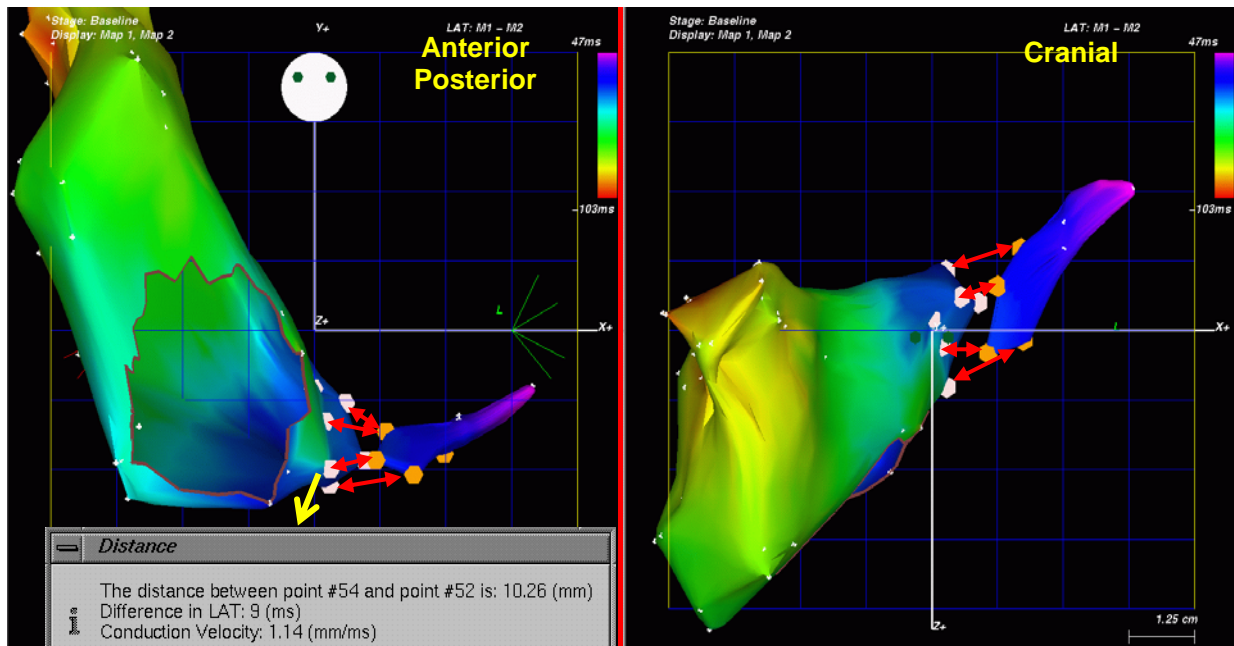 Stage: Baseline
Display: Map 1, Map 2
Y+
LAT: M1 – M2
47ms
Anterior
Posterior
-103ms
Z+
L
X+
Distance
The distance between point #54 and point #52 is: 10.26 (mm)
Difference in LAT: 9 (ms)
Conduction Velocity: 1.14 (mm/ms)
Stage: Baseline
Display: Map 1, Map 2
LAT: M1 – M2
47ms
Cranial
-103ms
X+
Z+
1.25 cm